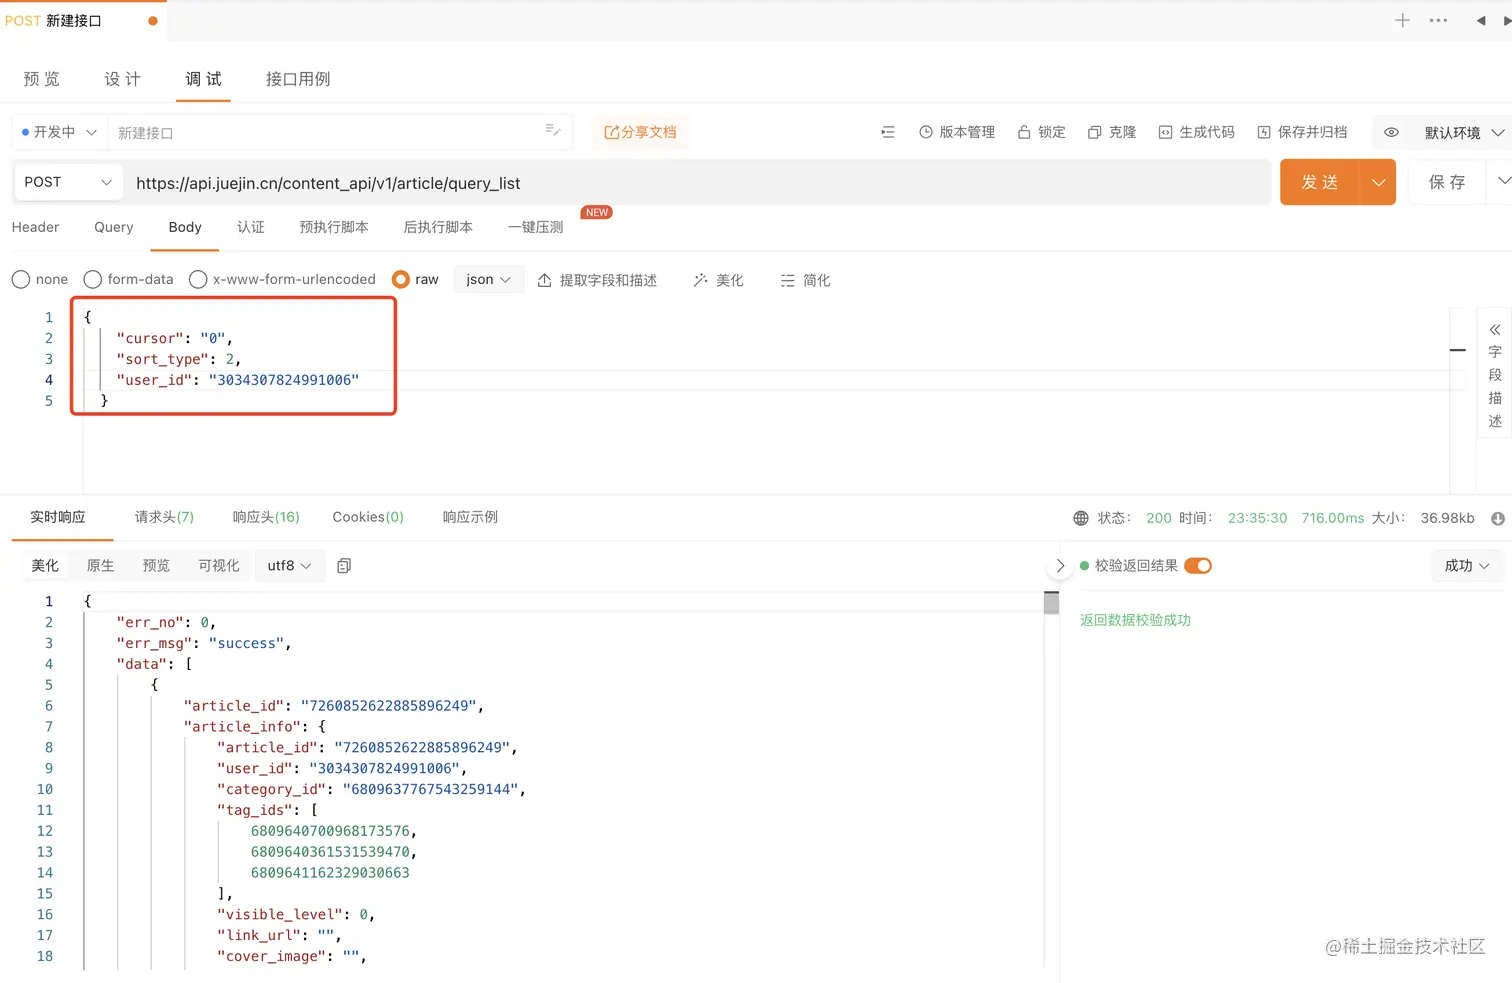 POST 新建接口
预 览 设 计 调 试 接口用例
开发中 新建接口 分享文档 版本管理 锁定 克隆 生成代码 保存并归档 默认环境
POST https://api.juejin.cn/content_api/v1/article/query_list 发 送 保 存
Header Query Body 认证 预执行脚本 后执行脚本 一键压测 NEW
none form-data x-www-form-urlencoded raw json 提取字段和描述 美化 简化
1 {
2 "cursor": "0",
3 "sort_type": 2,
4 "user_id": "3034307824991006"
5 }
字段描述
实时响应 请求头(7) 响应头(16) Cookies(0) 响应示例 状态: 200 时间: 23:35:30 716.00ms 大小: 36.98kb
美化 原生 预览 可视化 utf8 校验返回结果 成功
返回数据校验成功
1 {
2 "err_no": 0,
3 "err_msg": "success",
4 "data": [
5 {
6 "article_id": "7260852622885896249",
7 "article_info": {
8 "article_id": "7260852622885896249",
9 "user_id": "3034307824991006",
10 "category_id": "6809637767543259144",
11 "tag_ids": [
12 6809640700968173576,
13 6809640361531539470,
14 6809641162329030663
15 ],
16 "visible_level": 0,
17 "link_url": "",
18 "cover_image": "",
@稀土掘金技术社区